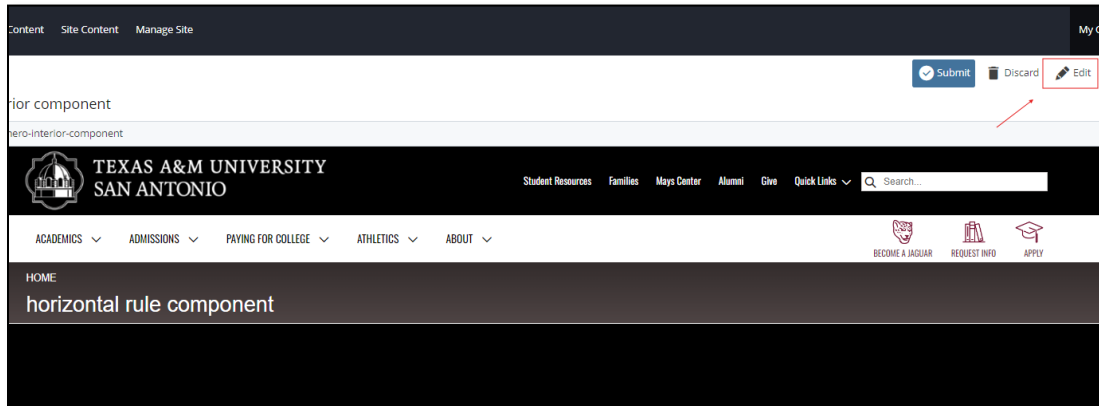 Content Site Content Manage Site My
Submit Discard Edit
rior component
hero-interior-component
TEXAS A&M UNIVERSITY
SAN ANTONIO
Student Resources Families Mays Center Alumni Give Quick Links Search...
ACADEMICS ADMISSIONS PAYING FOR COLLEGE ATHLETICS ABOUT
BECOME A JAGUAR REQUEST INFO APPLY
HOME
horizontal rule component